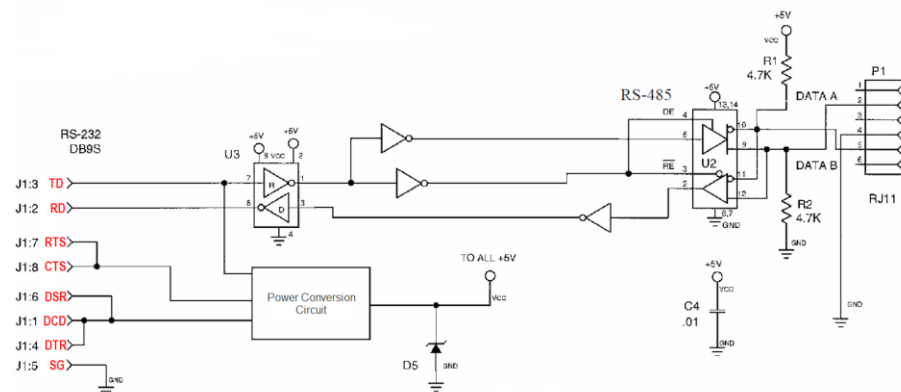 +5V
VCC
R1
4.7K
P1
RS-485
+5V
13,14
DATA A
1
2
3
4
5
6
RJ11
DE
4
10
5
9
DATA B
U2
RE
3
11
2
12
6,7
GND
R2
4.7K
GND
GND
RS-232
DB9S
U3
+5V
+5V
8 VCC
2
J1:3 TD
7
R
1
J1:2 RD
5
D
3
4
J1:7 RTS
J1:8 CTS
J1:6 DSR
J1:1 DCD
J1:4 DTR
J1:5 SG
GND
Power Conversion
Circuit
TO ALL +5V
VCC
D5
GND
+5V
VCC
C4
.01
GND